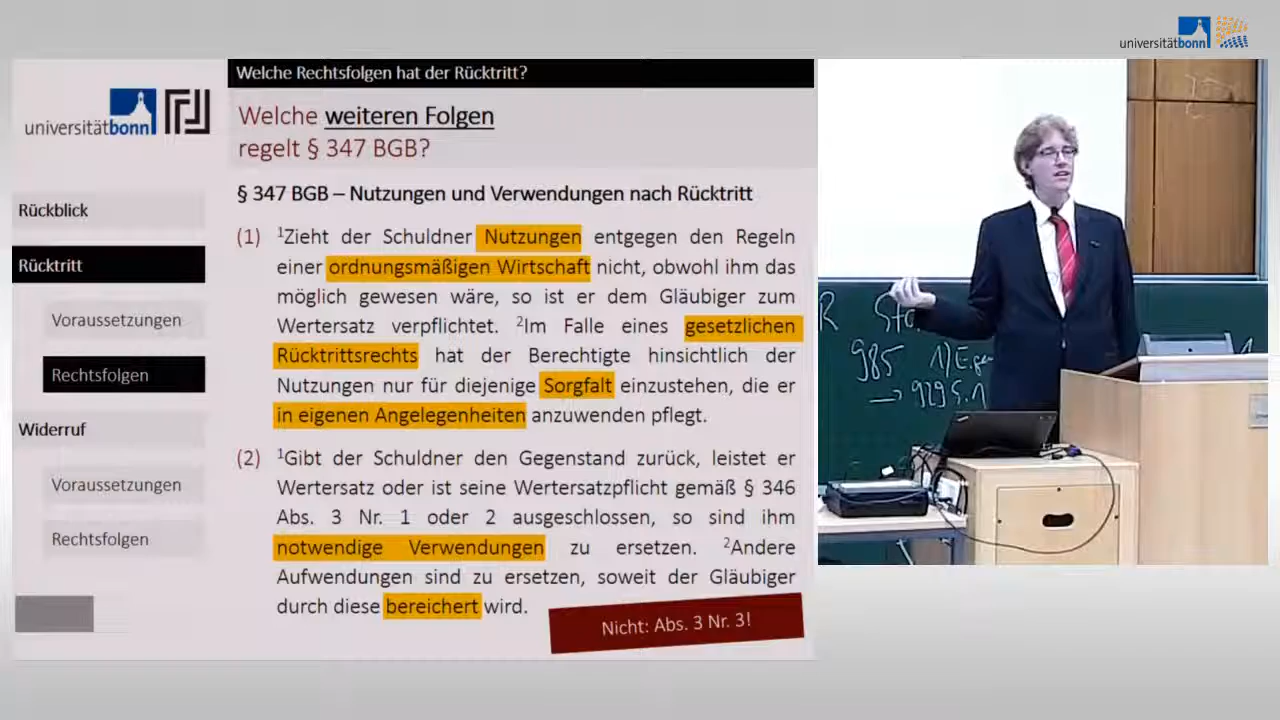 universitätbonn
Welche Rechtsfolgen hat der Rücktritt?
universitätbonn
Welche weiteren Folgen
regelt § 347 BGB?
Rückblick
Rücktritt
Voraussetzungen
Rechtsfolgen
Widerruf
Voraussetzungen
Rechtsfolgen
§ 347 BGB – Nutzungen und Verwendungen nach Rücktritt
(1) ¹Zieht der Schuldner Nutzungen entgegen den Regeln
einer ordnungsmäßigen Wirtschaft nicht, obwohl ihm das
möglich gewesen wäre, so ist er dem Gläubiger zum
Wertersatz verpflichtet. ²Im Falle eines gesetzlichen
Rücktrittsrechts hat der Berechtigte hinsichtlich der
Nutzungen nur für diejenige Sorgfalt einzustehen, die er
in eigenen Angelegenheiten anzuwenden pflegt.
(2) ¹Gibt der Schuldner den Gegenstand zurück, leistet er
Wertersatz oder ist seine Wertersatzpflicht gemäß § 346
Abs. 3 Nr. 1 oder 2 ausgeschlossen, so sind ihm
notwendige Verwendungen zu ersetzen. ²Andere
Aufwendungen sind zu ersetzen, soweit der Gläubiger
durch diese bereichert wird.
Nicht: Abs. 3 Nr. 3!
985 1) Eigen
→ 929 S. 1